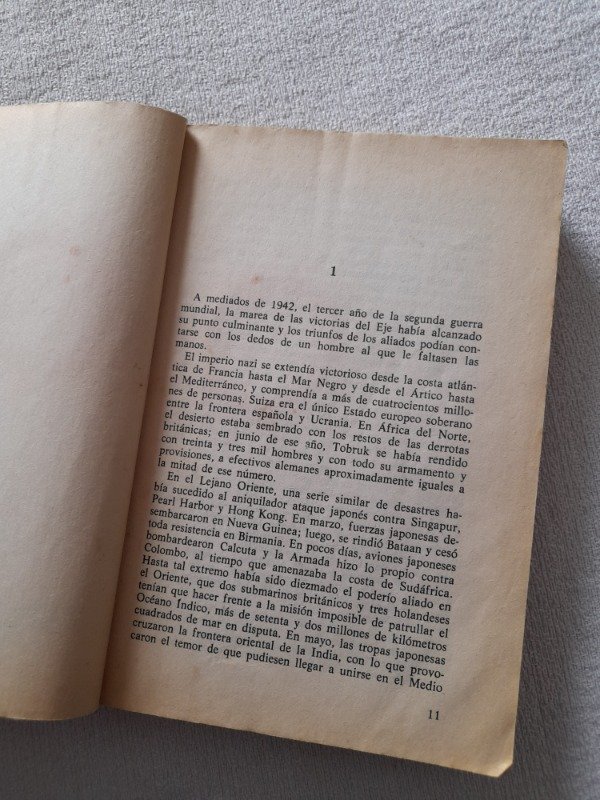 1
A mediados de 1942, el tercer año de la segunda guerra
mundial, la marea de las victorias del Eje había alcanzado
su punto culminante y los triunfos de los aliados podían con-
tarse con los dedos de un hombre al que le faltasen las
manos.
El imperio nazi se extendía victorioso desde la costa atlán-
tica de Francia hasta el Mar Negro y desde el Ártico hasta
el Mediterráneo, y comprendía a más de cuatrocientos millo-
nes de personas. Suiza era el único Estado europeo soberano
entre la frontera española y Ucrania. En África del Norte,
el desierto estaba sembrado con los restos de las derrotas
británicas; en junio de ese año, Tobruk se había rendido
con treinta y tres mil hombres y con todo su armamento y
provisiones, a efectivos alemanes aproximadamente iguales a
la mitad de ese número.
En el Lejano Oriente, una serie similar de desastres ha-
bía sucedido al aniquilador ataque japonés contra Singapur,
Pearl Harbor y Hong Kong. En marzo, fuerzas japonesas de-
sembarcaron en Nueva Guinea; luego, se rindió Bataan y cesó
toda resistencia en Birmania. En pocos días, aviones japoneses
bombardearon Calcuta y la Armada hizo lo propio contra
Colombo, al tiempo que amenazaba la costa de Sudáfrica.
Hasta tal extremo había sido diezmado el poderío aliado en
el Oriente, que dos submarinos británicos y tres holandeses
tenían que hacer frente a la misión imposible de patrullar el
Océano Índico, más de setenta y dos millones de kilómetros
cuadrados de mar en disputa. En mayo, las tropas japonesas
cruzaron la frontera oriental de la India, con lo que provo-
caron el temor de que pudiesen llegar a unirse en el Medio
11